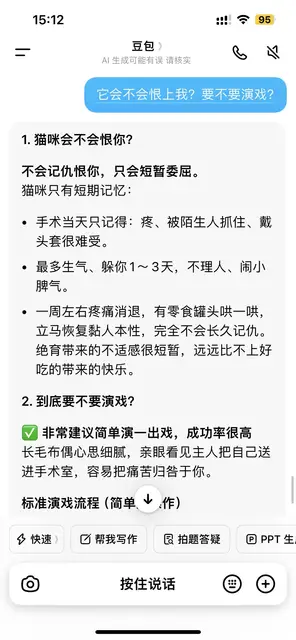 15:12
95
豆包
AI 生成可能有误 请核实
它会不会恨上我？要不要演戏？
1. 猫咪会不会恨你？
不会记仇恨你，只会短暂委屈。
猫咪只有短期记忆：
• 手术当天只记得：疼、被陌生人抓住、戴
头套很难受。
• 最多生气、躲你 1～3 天，不理人、闹小
脾气。
• 一周左右疼痛消退，有零食罐头哄一哄，
立马恢复黏人本性，完全不会长久记仇。
绝育带来的不适感很短暂，远远比不上好
吃的带来的快乐。
2. 到底要不要演戏？
✅ 非常建议简单演一出戏，成功率很高
长毛布偶心思细腻，亲眼看见主人把自己送
进手术室，容易把痛苦归咎于你。
标准演戏流程（简单 作）
快速
帮我写作
拍题答疑
PPT 生
按住说话